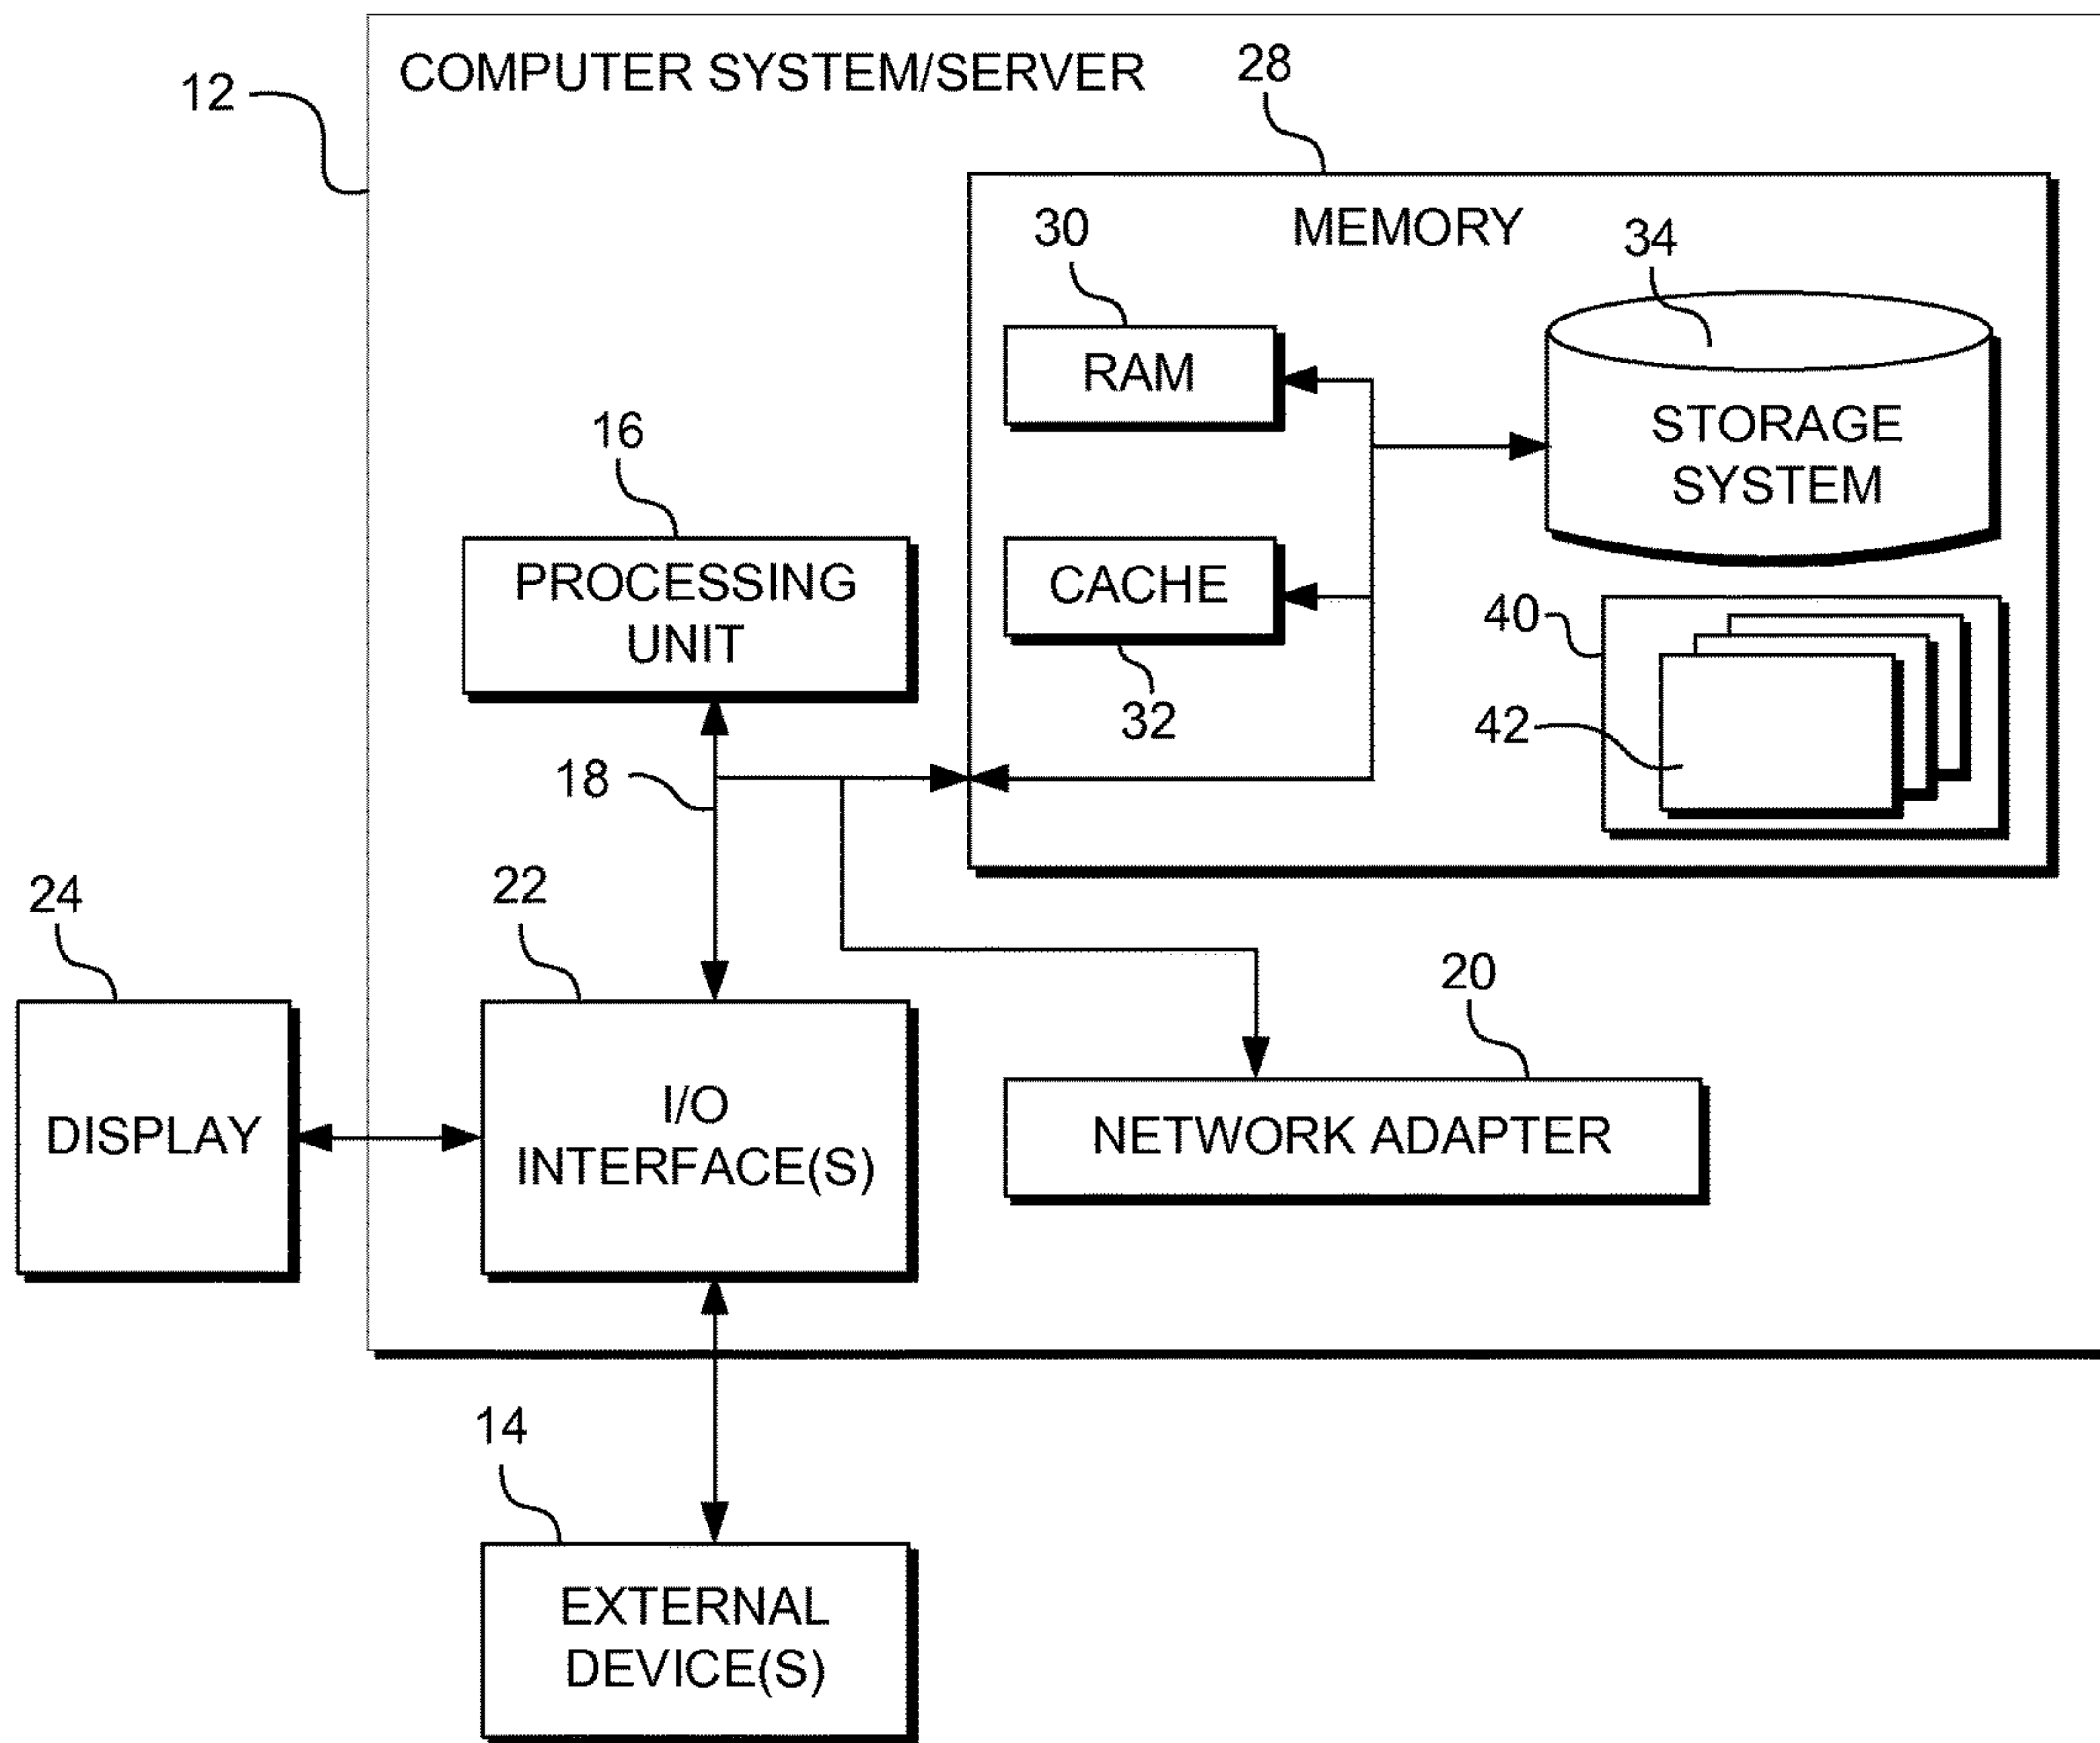 12
COMPUTER SYSTEM/SERVER
28
MEMORY
30
34
RAM
STORAGE
SYSTEM
16
PROCESSING
UNIT
CACHE
32
40
42
18
24
22
20
DISPLAY
I/O
INTERFACE(S)
NETWORK ADAPTER
14
EXTERNAL
DEVICE(S)